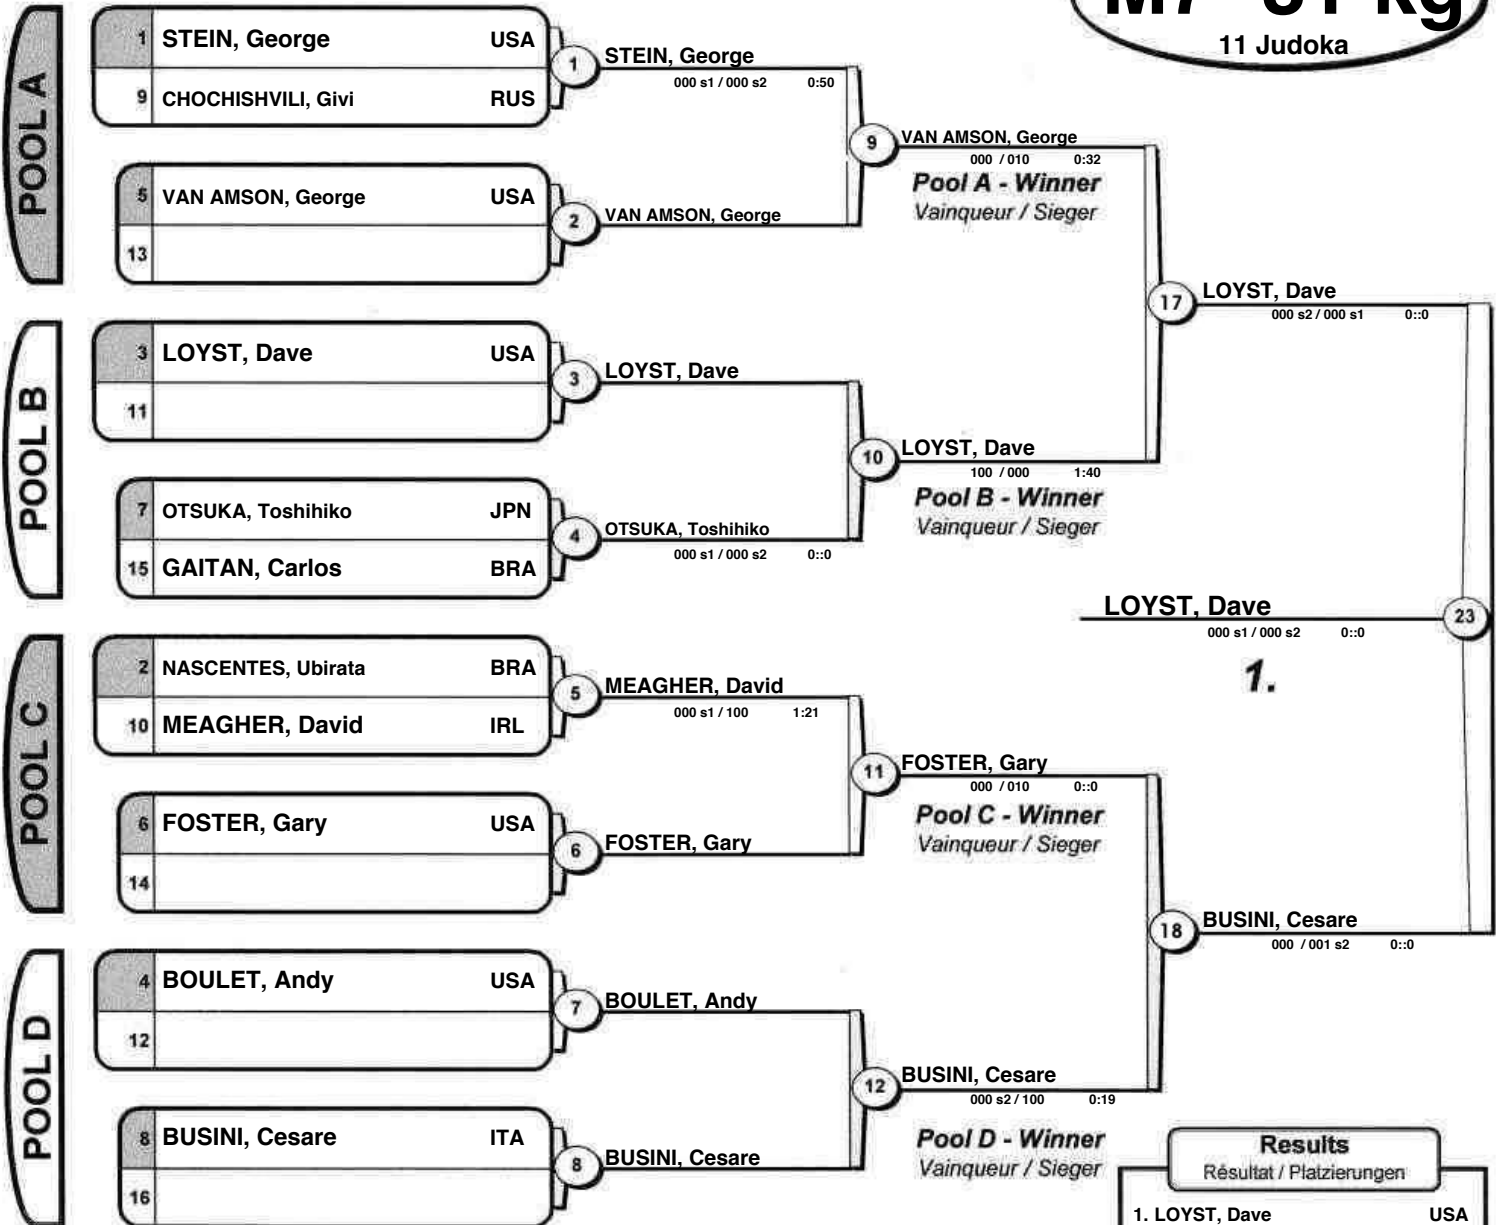 M7 -81 kg
11 Judoka
POOL A
1 STEIN, George USA
9 CHOCHISHVILI, Givi RUS
5 VAN AMSON, George USA
13
1
STEIN, George
000 s1 / 000 s2 0:50
2
VAN AMSON, George
9
VAN AMSON, George
000 / 010 0:32
Pool A - Winner
Vainqueur / Sieger
POOL B
3 LOYST, Dave USA
11
7 OTSUKA, Toshihiko JPN
15 GAITAN, Carlos BRA
3
LOYST, Dave
4
OTSUKA, Toshihiko
000 s1 / 000 s2 0::0
10
LOYST, Dave
100 / 000 1:40
Pool B - Winner
Vainqueur / Sieger
17
LOYST, Dave
000 s2 / 000 s1 0::0
POOL C
2 NASCENTES, Ubirata BRA
10 MEAGHER, David IRL
6 FOSTER, Gary USA
14
5
MEAGHER, David
000 s1 / 100 1:21
6
FOSTER, Gary
11
FOSTER, Gary
000 / 010 0::0
Pool C - Winner
Vainqueur / Sieger
POOL D
4 BOULET, Andy USA
12
8 BUSINI, Cesare ITA
16
7
BOULET, Andy
8
BUSINI, Cesare
12
BUSINI, Cesare
000 s2 / 100 0:19
Pool D - Winner
Vainqueur / Sieger
18
BUSINI, Cesare
000 / 001 s2 0::0
LOYST, Dave
23
000 s1 / 000 s2 0::0
1.
Results
Résultat / Platzierungen
1. LOYST, Dave USA